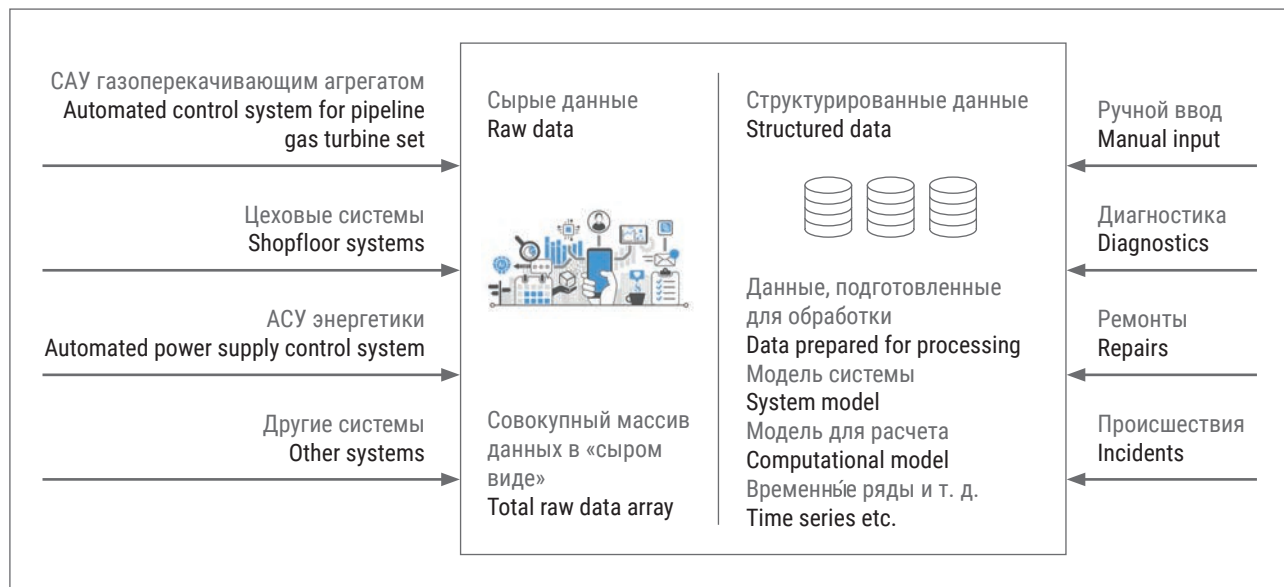 САУ газоперекачивающим агрегатом
Automated control system for pipeline
gas turbine set
Цеховые системы
Shopfloor systems
АСУ энергетики
Automated power supply control system
Другие системы
Other systems
Сырые данные
Raw data
Совокупный массив
данных в «сыром
виде»
Total raw data array
Структурированные данные
Structured data
Данные, подготовленные
для обработки
Data prepared for processing
Модель системы
System model
Модель для расчета
Computational model
Временны́е ряды и т. д.
Time series etc.
Ручной ввод
Manual input
Диагностика
Diagnostics
Ремонты
Repairs
Происшествия
Incidents